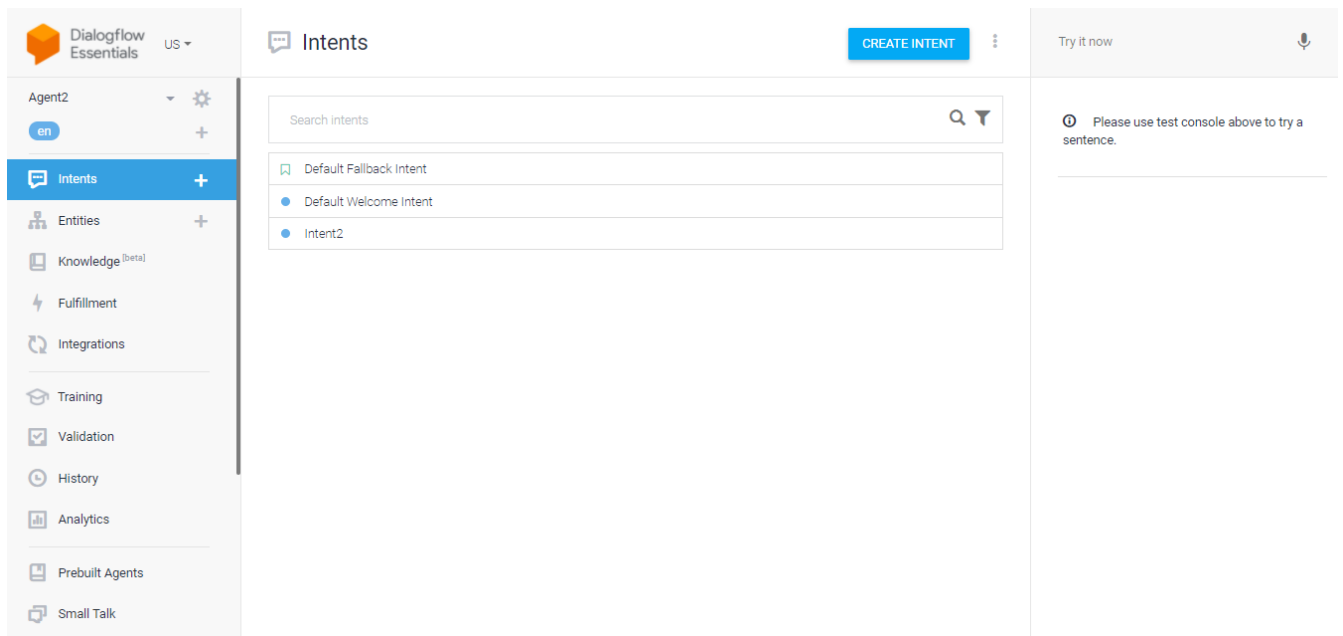 Dialogflow
Essentials
US
Intents
CREATE INTENT
Try it now
Agent2
en
Search intents
Please use test console above to try a
sentence.
Intents
Default Fallback Intent
Default Welcome Intent
Intent2
Entities
Knowledge [beta]
Fulfillment
Integrations
Training
Validation
History
Analytics
Prebuilt Agents
Small Talk